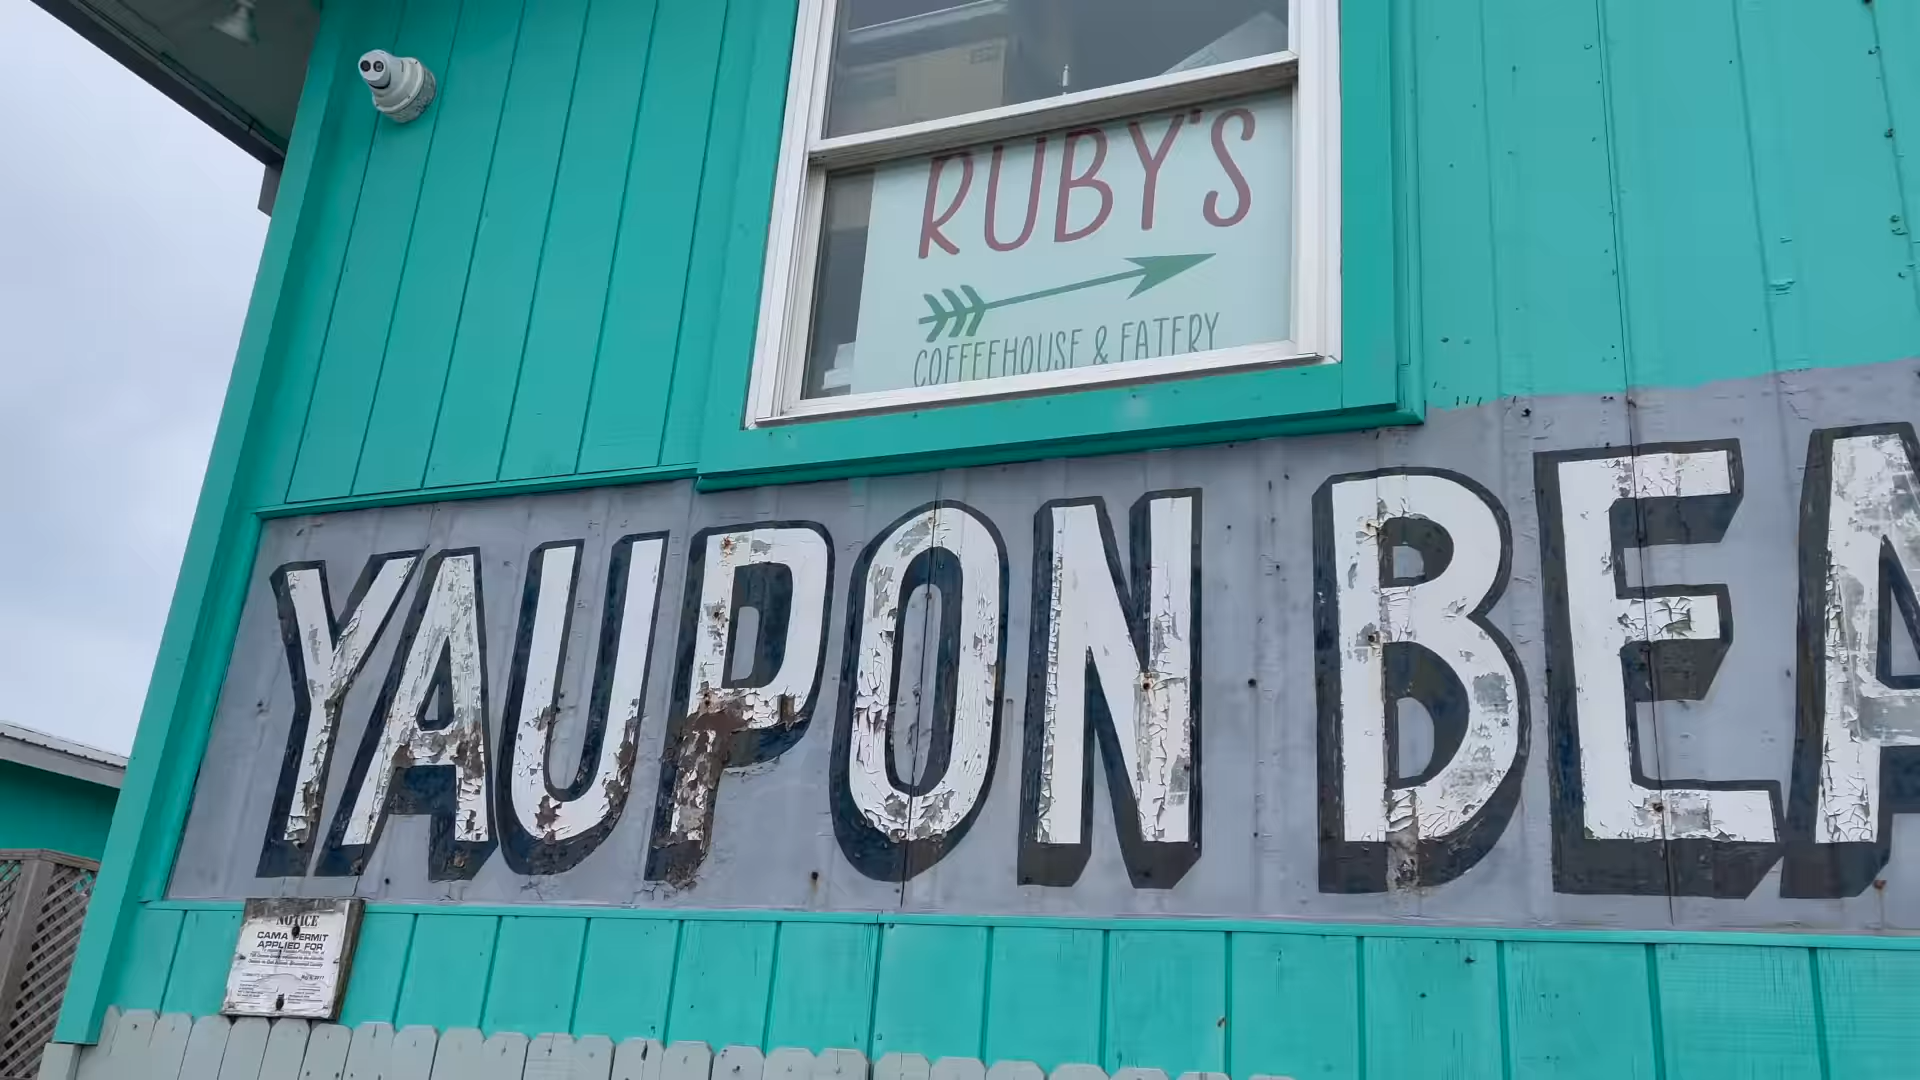 RUBY'S
COFFEEHOUSE & EATERY
YAUPON BEA
NOTICE
CAMA PERMIT
APPLIED FOR